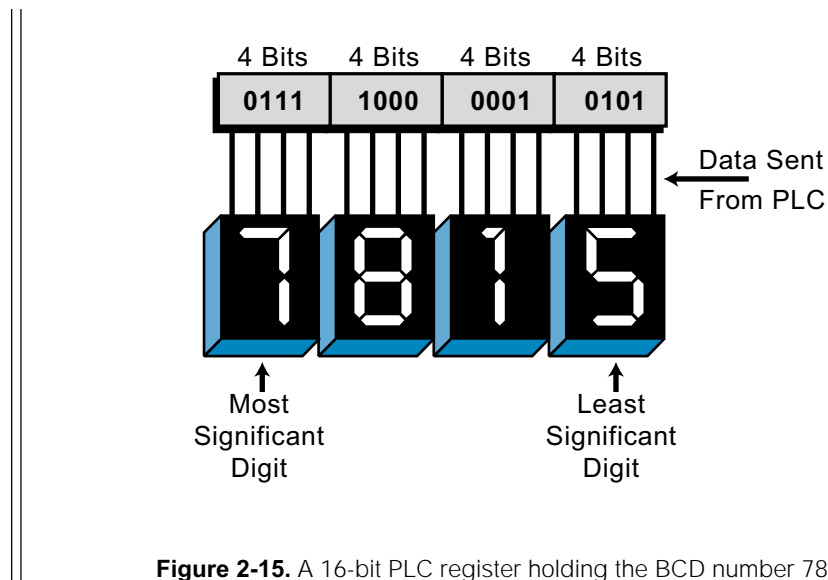 4 Bits 4 Bits 4 Bits 4 Bits
0111 1000 0001 0101
Data Sent
From PLC
7 8 1 5
Most
Significant
Digit
Least
Significant
Digit
Figure 2-15. A 16-bit PLC register holding the BCD number 78